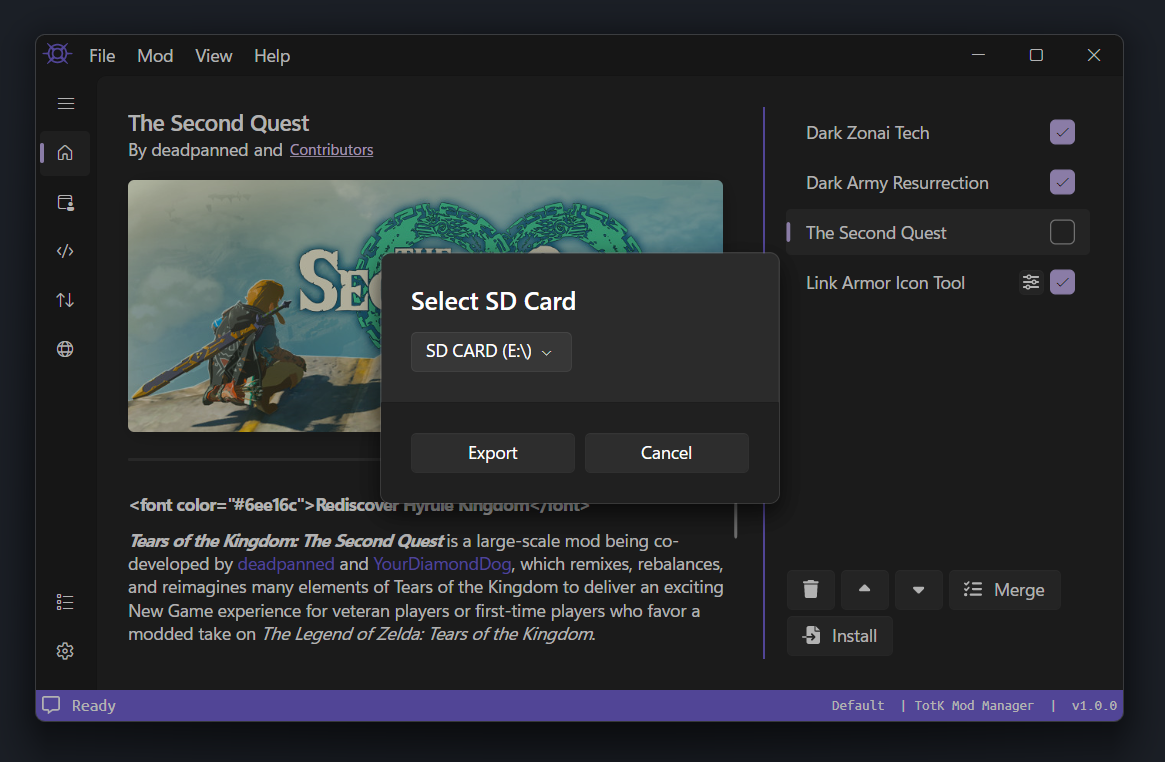 File Mod View Help
The Second Quest
By deadpanned and Contributors
THE
Select SD Card
SD CARD (E:\)
Export Cancel
<font color="#6ee16c">Rediscover Hyrule Kingdom</font>
Tears of the Kingdom: The Second Quest is a large-scale mod being co-
developed by deadpanned and YourDiamondDog, which remixes, rebalances,
and reimagines many elements of Tears of the Kingdom to deliver an exciting
New Game experience for veteran players or first-time players who favor a
modded take on The Legend of Zelda: Tears of the Kingdom.
Dark Zonai Tech
Dark Army Resurrection
The Second Quest
Link Armor Icon Tool
Merge
Install
Ready
Default | TotK Mod Manager | v1.0.0